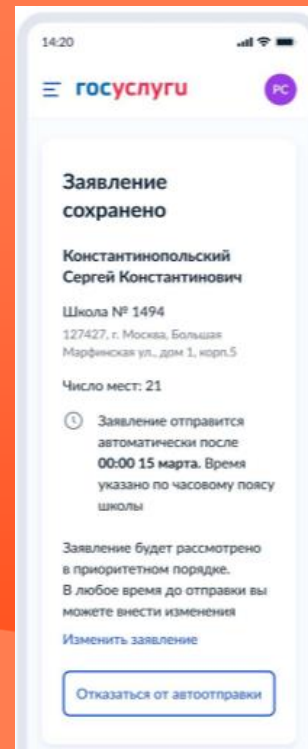 14:20
госуслуги
РС
Заявление
сохранено
Константинопольский
Сергей Константинович
Школа № 1494
127427, г. Москва, Большая
Марфинская ул., дом 1, корп.5
Число мест: 21
Заявление отправится
автоматически после
00:00 15 марта. Время
указано по часовому поясу
школы
Заявление будет рассмотрено
в приоритетном порядке.
В любое время до отправки вы
можете внести изменения
Изменить заявление
Отказаться от автоотправки